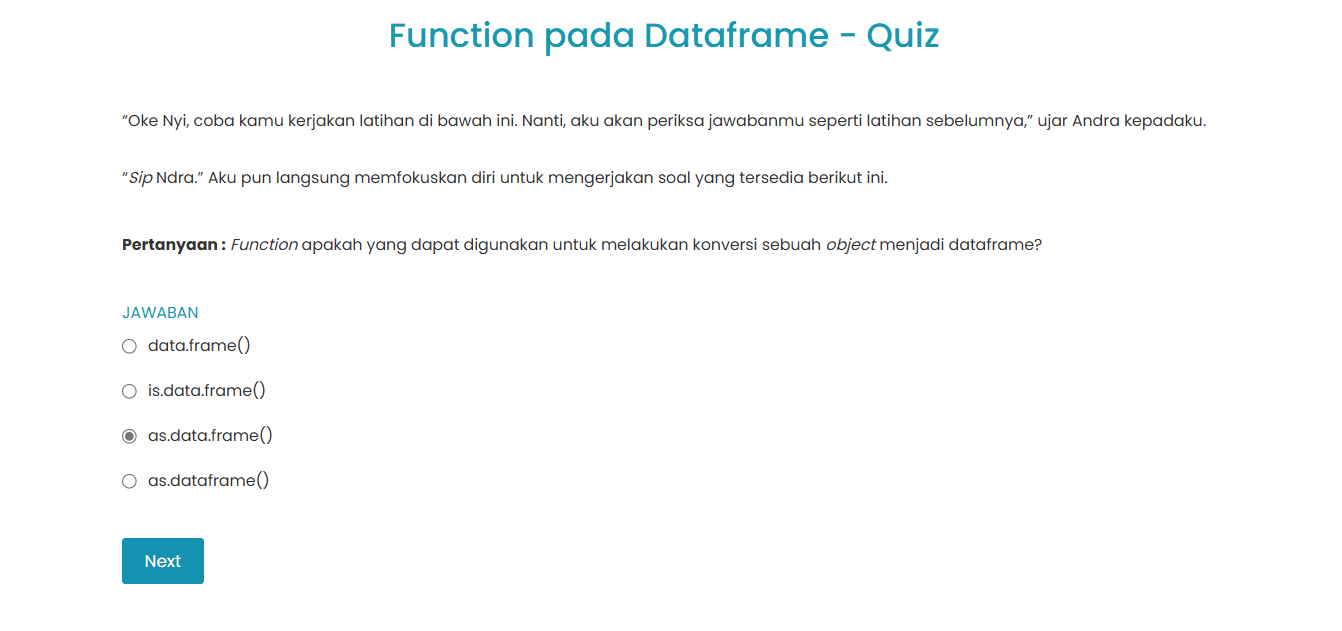 Function pada Dataframe - Quiz
“Oke Nyi, coba kamu kerjakan latihan di bawah ini. Nanti, aku akan periksa jawabanmu seperti latihan sebelumnya,” ujar Andra kepadaku.
“Sip Ndra.” Aku pun langsung memfokuskan diri untuk mengerjakan soal yang tersedia berikut ini.
Pertanyaan : Function apakah yang dapat digunakan untuk melakukan konversi sebuah object menjadi dataframe?
JAWABAN
data.frame()
is.data.frame()
as.data.frame()
as.dataframe()
Next